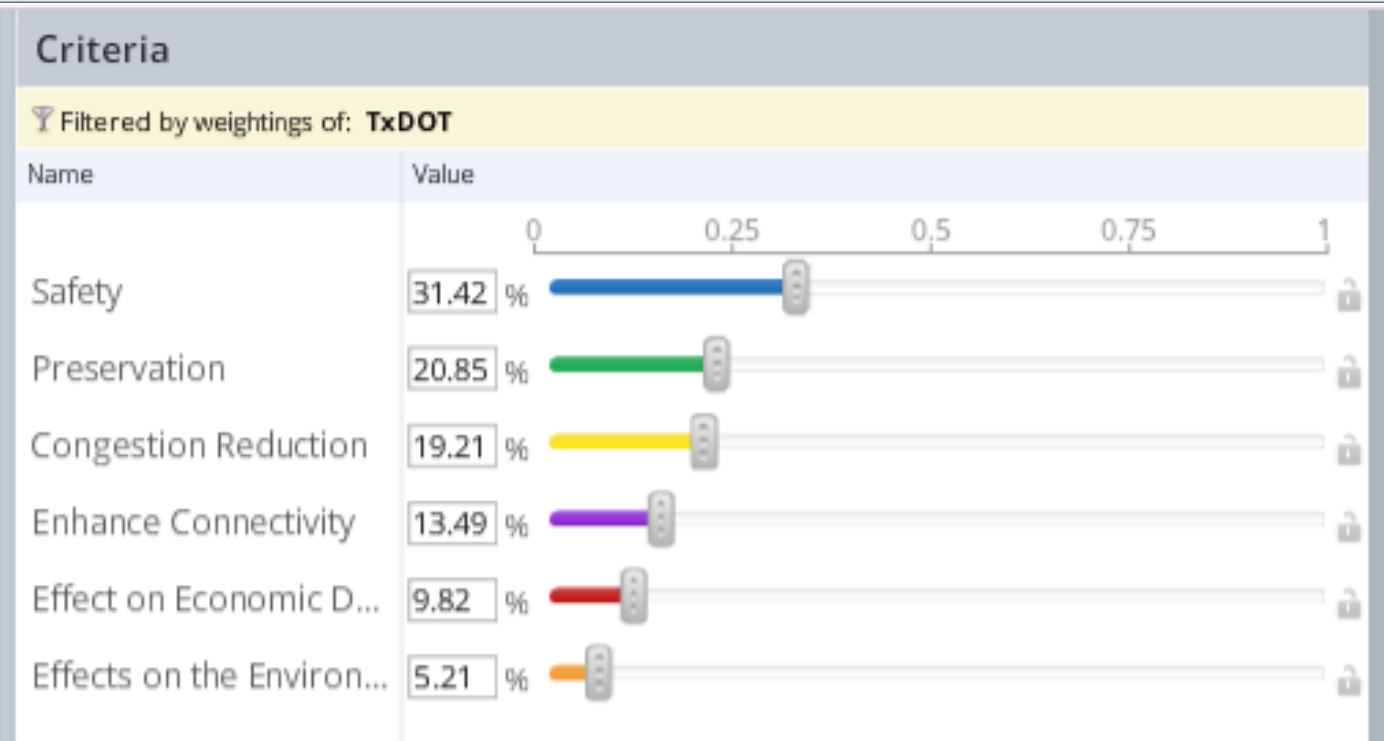 Criteria
Filtered by weightings of: TxDOT
Name Value
0 0.25 0.5 0.75 1
Safety 31.42 %
Preservation 20.85 %
Congestion Reduction 19.21 %
Enhance Connectivity 13.49 %
Effect on Economic D... 9.82 %
Effects on the Environ... 5.21 %